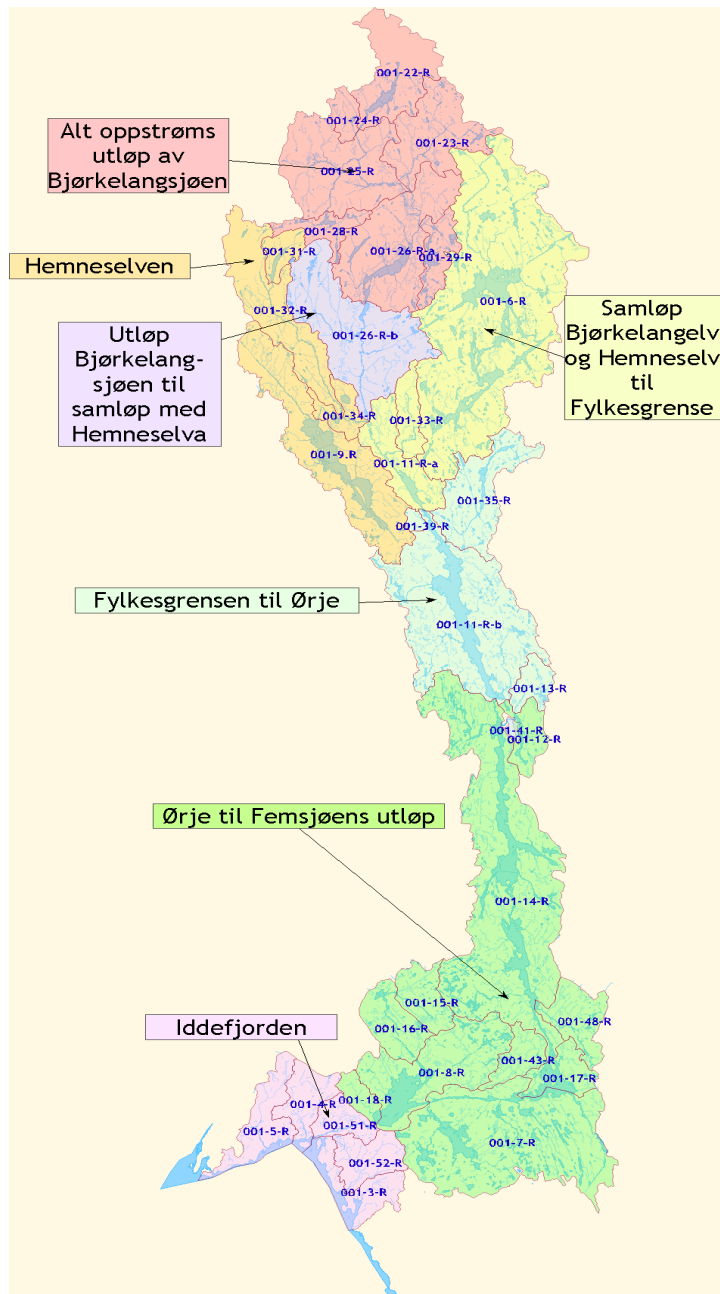 001-22-R
001-24-R
Alt oppstrøms
utløp av
Bjørkelangsjøen
001-23-R
001-25-R
001-28-R
001-31-R
001-26-R-a
001-29-R
Hemneselven
001-6-R
001-32-R
Samløp
Bjørkelangelv
og Hemneselv
til
Fylkesgrense
Utløp
Bjørkelang-
sjøen til
samløp med
Hemneselva
001-26-R-b
001-34-R
001-33-R
001-9.R
001-11-R-a
001-35-R
001-39-R
Fylkesgrensen til Ørje
001-11-R-b
001-13-R
001-41-R
001-12-R
Ørje til Femsjøens utløp
001-14-R
001-15-R
001-48-R
001-16-R
Iddefjorden
001-43-R
001-8-R
001-17-R
001-18-R
001-4-R
001-51-R
001-5-R
001-7-R
001-52-R
001-3-R